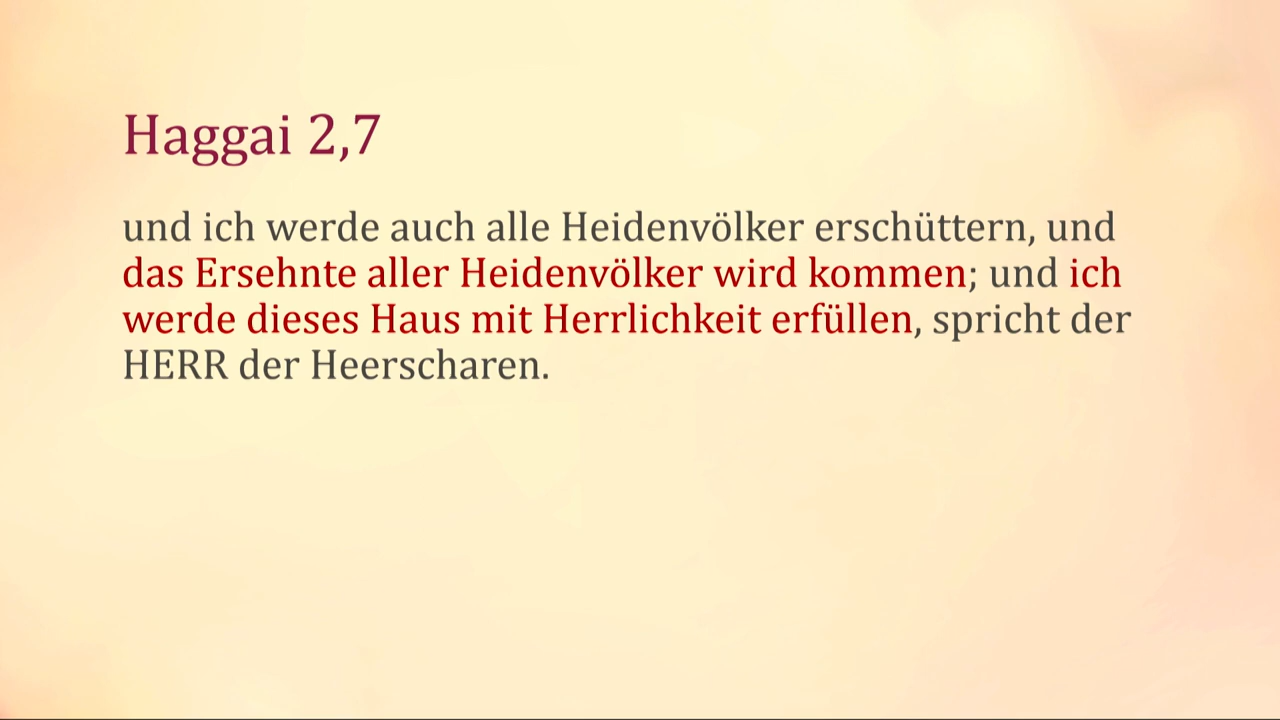 Haggai 2,7
und ich werde auch alle Heidenvölker erschüttern, und
das Ersehnte aller Heidenvölker wird kommen; und ich
werde dieses Haus mit Herrlichkeit erfüllen, spricht der
HERR der Heerscharen.